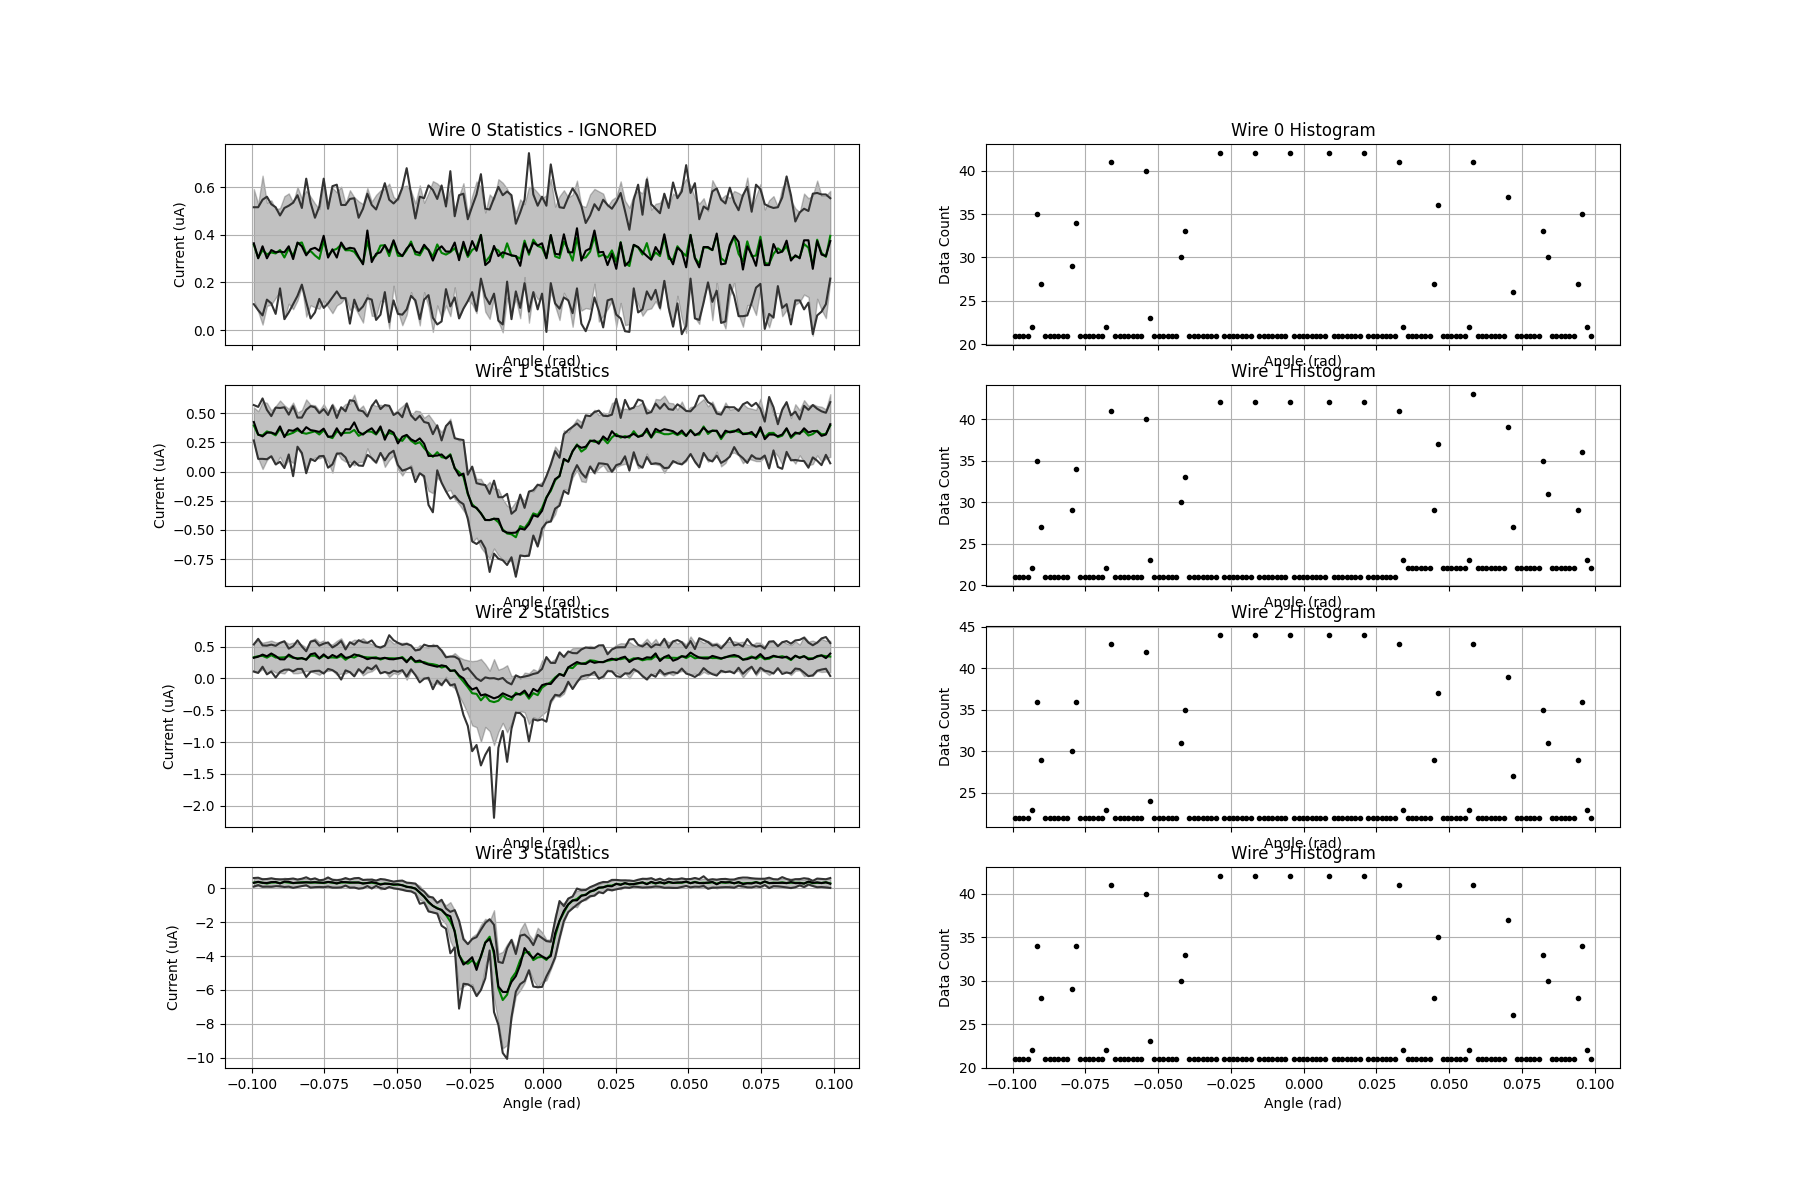 Wire 0 Statistics - IGNORED
Current (uA)
0.6
0.4
0.2
0.0
Angle (rad)
Wire 0 Histogram
Data Count
40
35
30
25
20
Angle (rad)
Wire 1 Statistics
Current (uA)
0.50
0.25
0.00
−0.25
−0.50
−0.75
Angle (rad)
Wire 1 Histogram
Data Count
40
35
30
25
20
Angle (rad)
Wire 2 Statistics
Current (uA)
0.5
0.0
−0.5
−1.0
−1.5
−2.0
Angle (rad)
Wire 2 Histogram
Data Count
45
40
35
30
25
Angle (rad)
Wire 3 Statistics
Current (uA)
0
−2
−4
−6
−8
−10
−0.100 −0.075 −0.050 −0.025 0.000 0.025 0.050 0.075 0.100
Angle (rad)
Wire 3 Histogram
Data Count
40
35
30
25
20
−0.100 −0.075 −0.050 −0.025 0.000 0.025 0.050 0.075 0.100
Angle (rad)